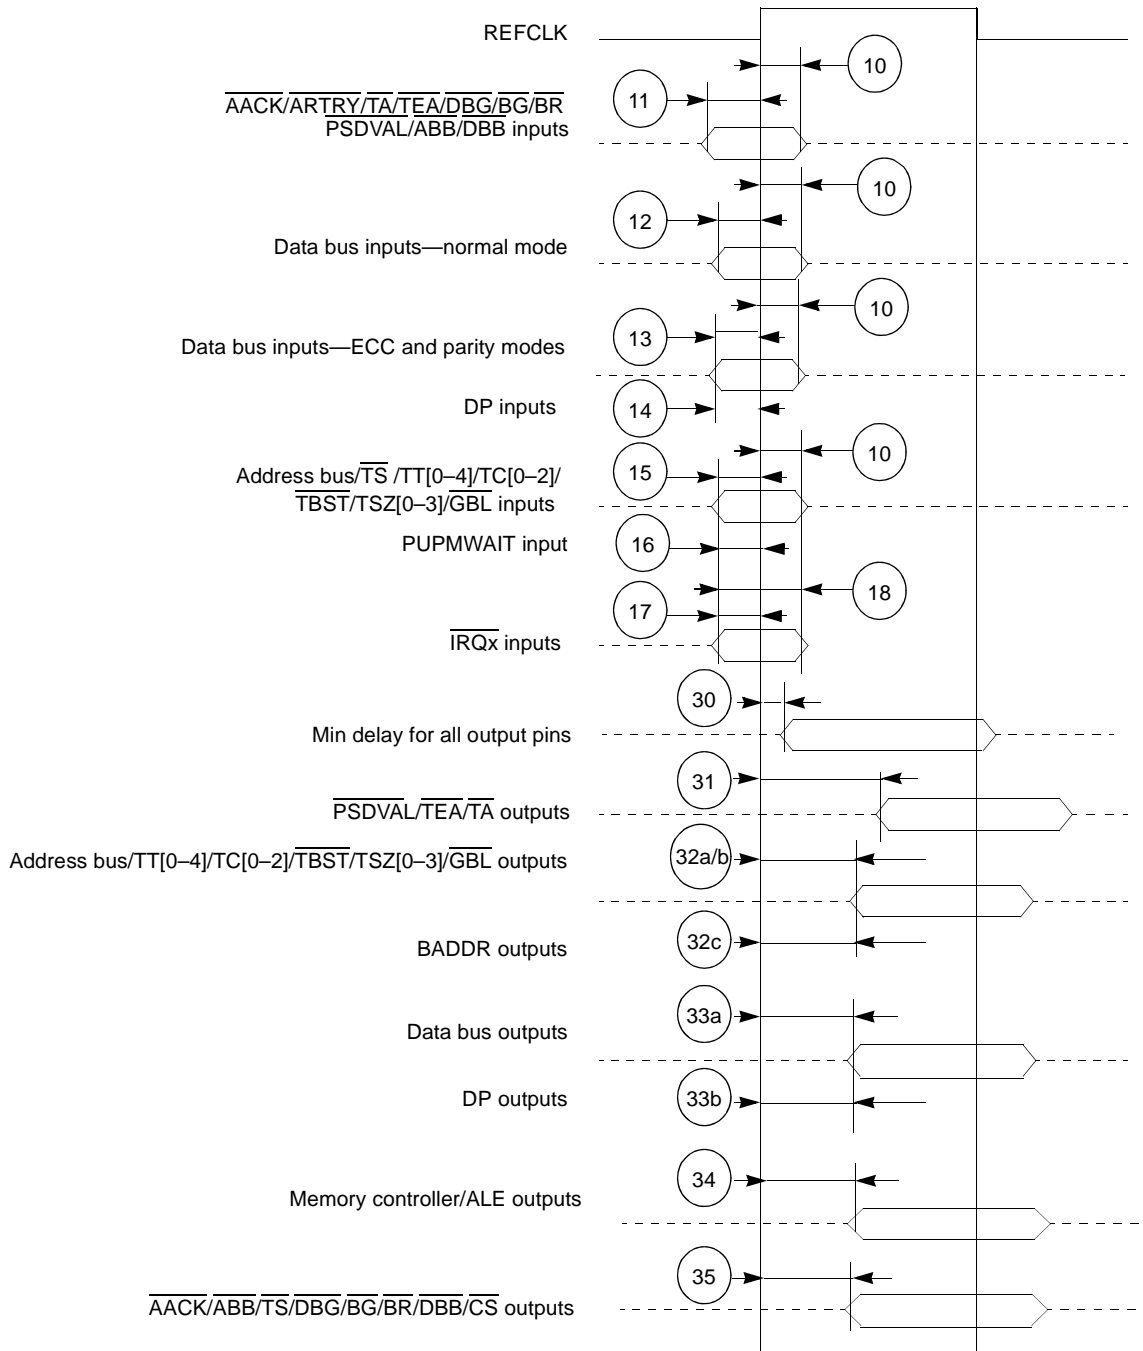 REFCLK
10
11
AACK/ARTRY/TA/TEA/DBG/BG/BR
PSDVAL/ABB/DBB inputs
10
12
Data bus inputs—normal mode
10
13
Data bus inputs—ECC and parity modes
DP inputs
14
10
15
Address bus/TS /TT[0–4]/TC[0–2]/
TBST/TSZ[0–3]/GBL inputs
PUPMWAIT input
16
18
17
IRQx inputs
30
Min delay for all output pins
31
PSDVAL/TEA/TA outputs
32a/b
Address bus/TT[0–4]/TC[0–2]/TBST/TSZ[0–3]/GBL outputs
32c
BADDR outputs
33a
Data bus outputs
DP outputs
33b
34
Memory controller/ALE outputs
35
AACK/ABB/TS/DBG/BG/BR/DBB/CS outputs